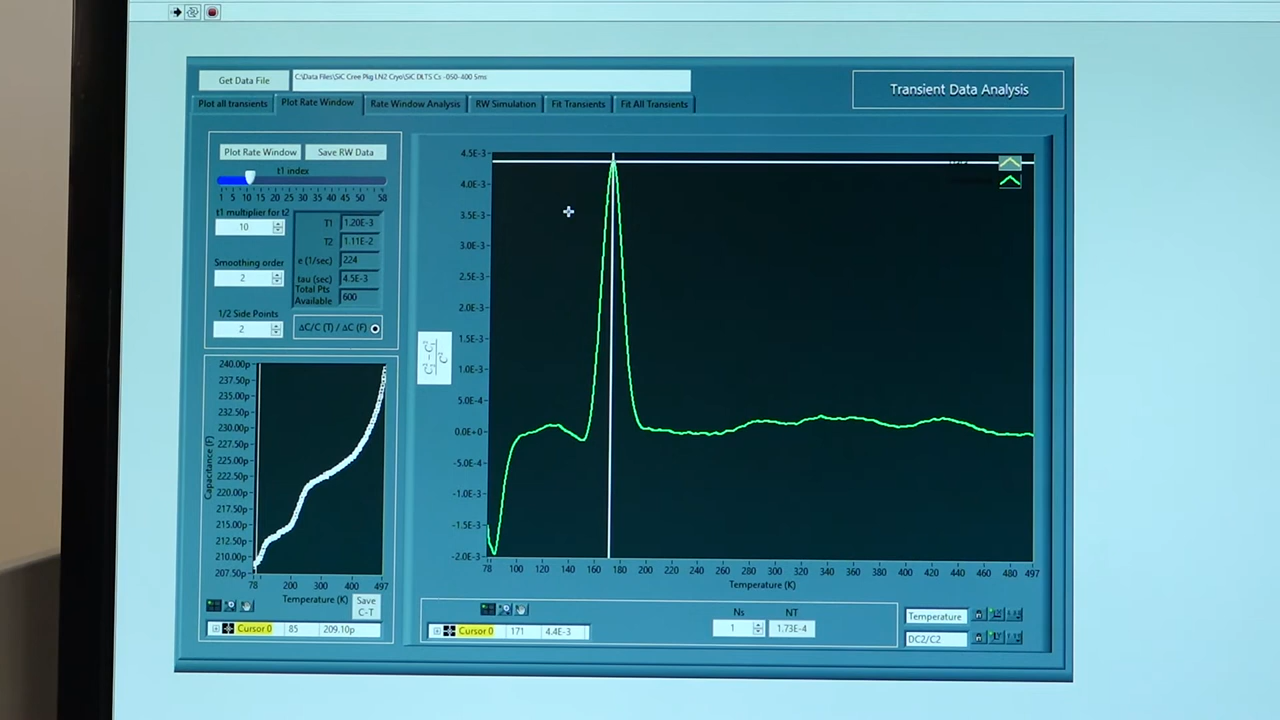 Get Data File
C:\Data Files\SiC Cree Pkg LN2 Cryo\SiC DLTS Cs -050-400 5ms
Transient Data Analysis
Plot all transients
Plot Rate Window
Rate Window Analysis
RW Simulation
Fit Transients
Fit All Transients
Plot Rate Window
Save RW Data
t1 index
1 5 10 15 20 25 30 35 40 45 50 58
t1 multiplier for t2
10
T1 1.20E-3
T2 1.11E-2
e (1/sec) 224
tau (sec) 4.5E-3
Total Pts Available 600
Smoothing order
2
1/2 Side Points
2
ΔC/C (T) / ΔC (F)
240.00p
237.50p
235.00p
232.50p
230.00p
227.50p
225.00p
222.50p
220.00p
217.50p
215.00p
212.50p
210.00p
207.50p
Capacitance (F)
78 200 300 400 497
Temperature (K)
Save C-T
Cursor 0 85 209.10p
4.5E-3
4.0E-3
3.5E-3
3.0E-3
2.5E-3
2.0E-3
1.5E-3
1.0E-3
5.0E-4
0.0E+0
-5.0E-4
-1.0E-3
-1.5E-3
-2.0E-3
78 100 120 140 160 180 200 220 240 260 280 300 320 340 360 380 400 420 440 460 497
Temperature (K)
Cursor 0 171 4.4E-3
Ns
1
NT
1.73E-4
Temperature
DC2/C2